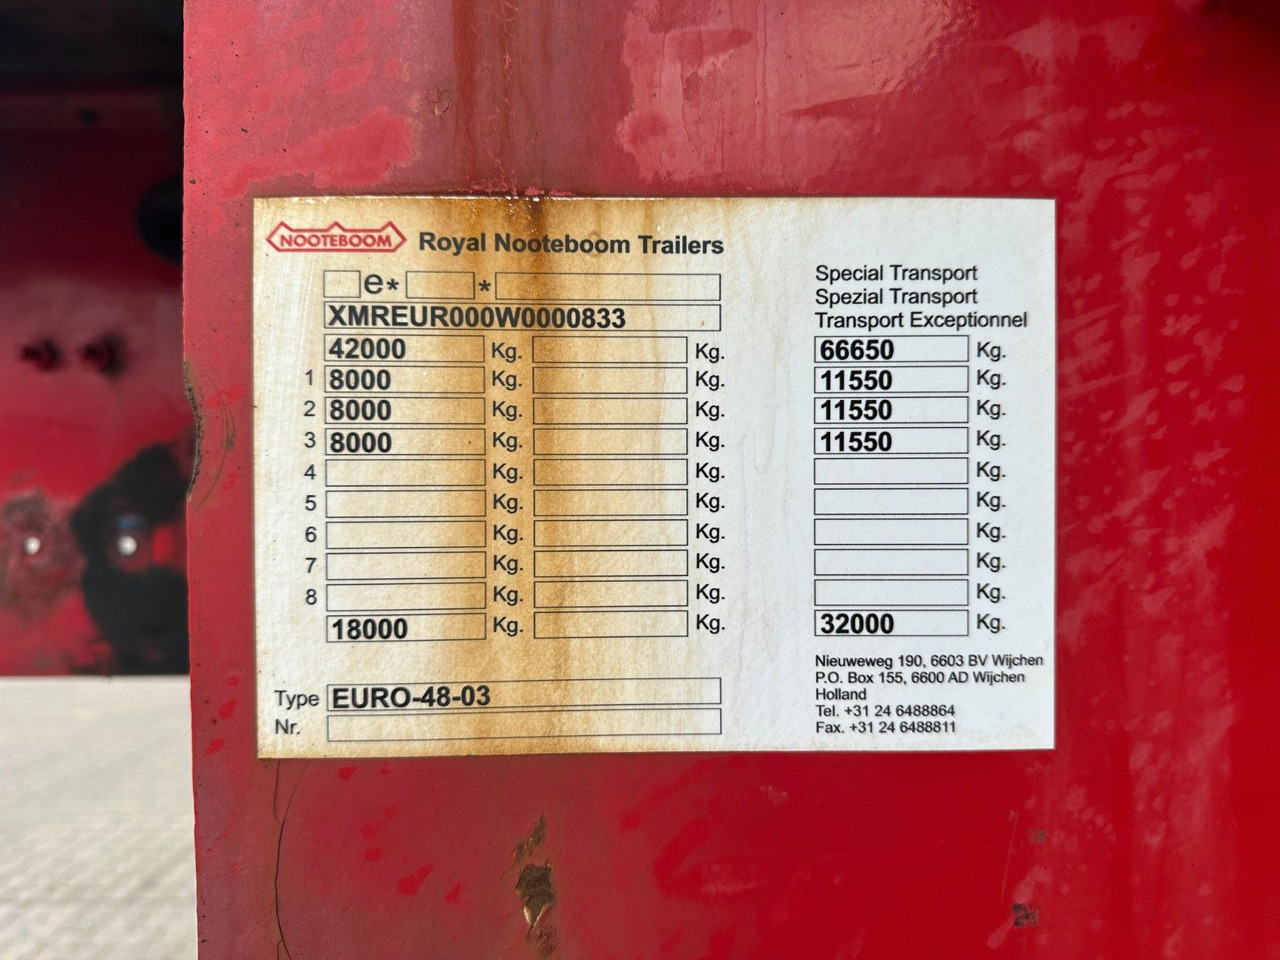 NOOTEBOOM Royal Nooteboom Trailers
e* * Special Transport
Spezial Transport
XMREUR000W0000833 Transport Exceptionnel
42000 Kg. Kg. 66650 Kg.
1 8000 Kg. Kg. 11550 Kg.
2 8000 Kg. Kg. 11550 Kg.
3 8000 Kg. Kg. 11550 Kg.
4 Kg. Kg. Kg.
5 Kg. Kg. Kg.
6 Kg. Kg. Kg.
7 Kg. Kg. Kg.
8 Kg. Kg. Kg.
18000 Kg. Kg. 32000 Kg.
Type EURO-48-03
Nr.
Nieuweweg 190, 6603 BV Wijchen
P.O. Box 155, 6600 AD Wijchen
Holland
Tel. +31 24 6488864
Fax. +31 24 6488811